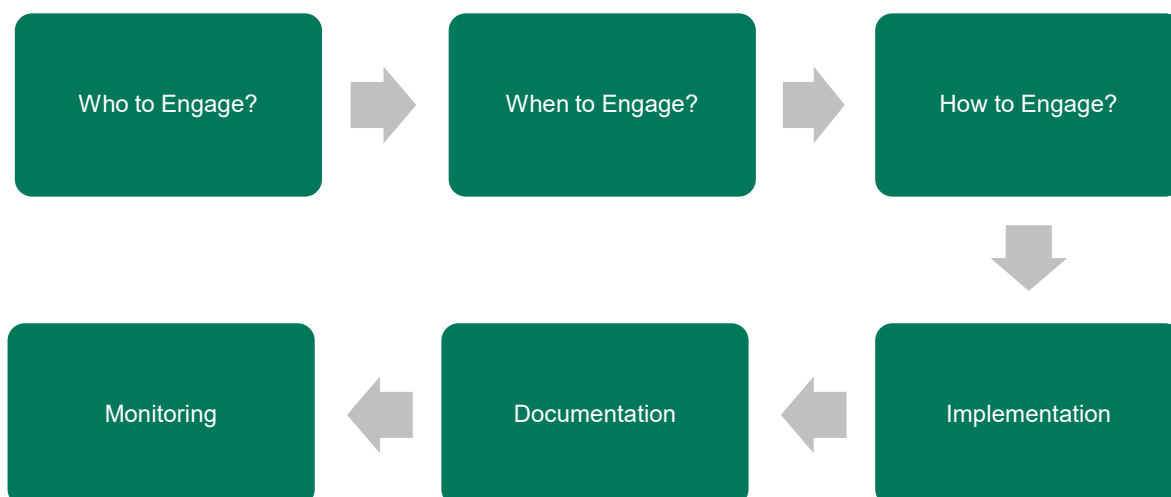 Who to Engage?
When to Engage?
How to Engage?
Implementation
Documentation
Monitoring